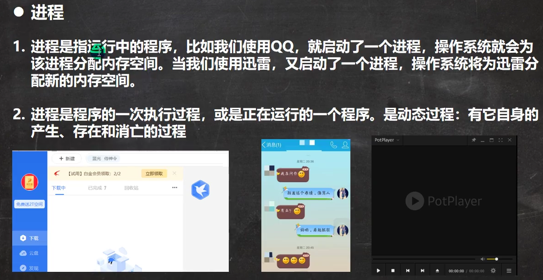 进程
1. 进程是指运行中的程序，比如我们使用QQ，就启动了一个进程，操作系统就会为
该进程分配内存空间。当我们使用迅雷，又启动了一个进程，操作系统将为迅雷分
配新的内存空间。
2. 进程是程序的一次执行过程，或是正在运行的一个程序。是动态过程：有它自身的
产生、存在和消亡的过程
+ 新建
立即领取
下载中
下载
云盘
消息(1)
PotPlayer
PotPlayer